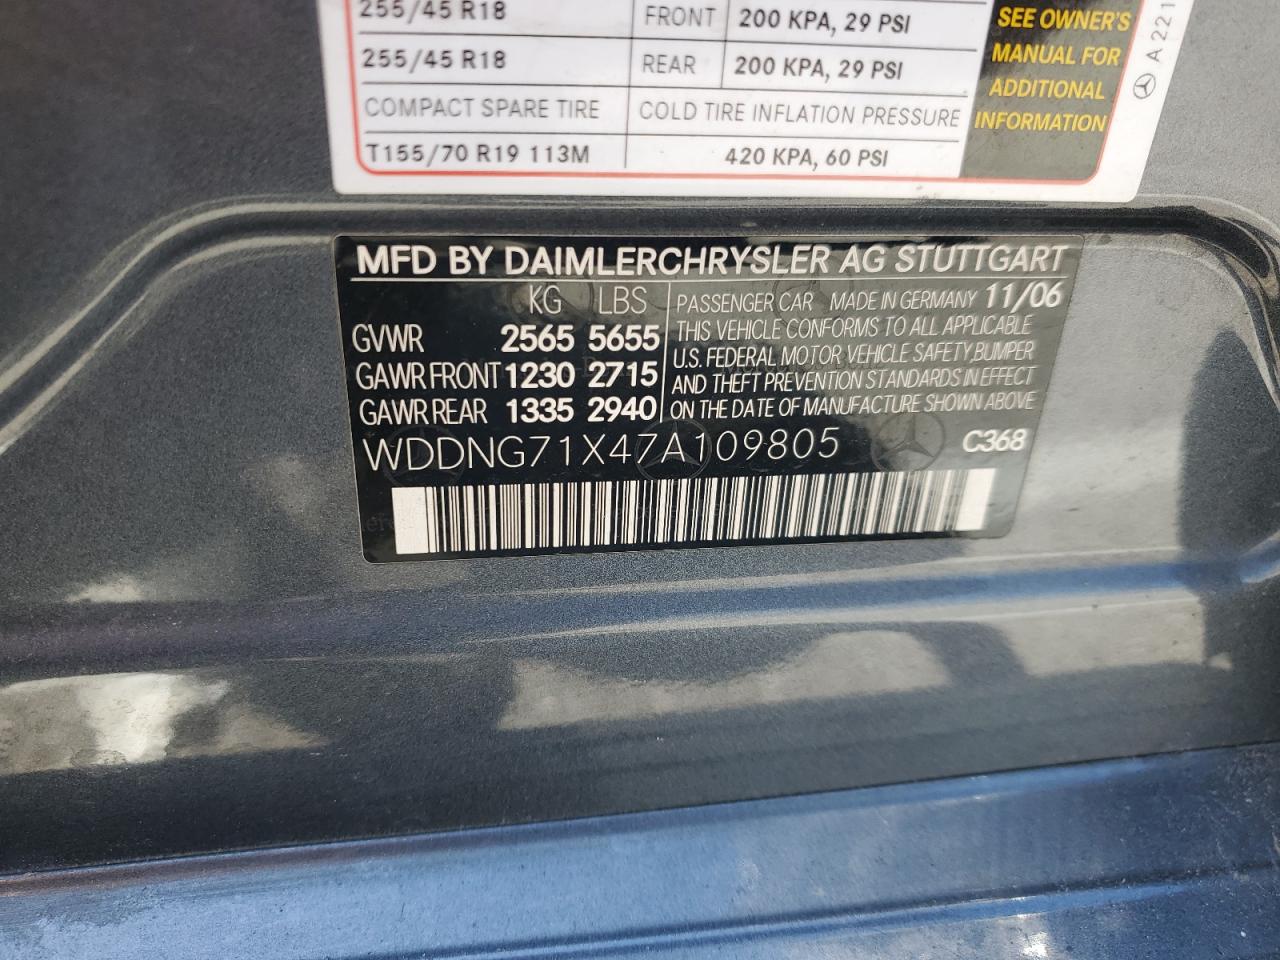 255/45 R18 FRONT 200 KPA, 29 PSI
255/45 R18 REAR 200 KPA, 29 PSI
COMPACT SPARE TIRE COLD TIRE INFLATION PRESSURE
T155/70 R19 113M 420 KPA, 60 PSI
SEE OWNER'S
MANUAL FOR
ADDITIONAL
INFORMATION
A 221
MFD BY DAIMLERCHRYSLER AG STUTTGART
KG LBS
GVWR 2565 5655
GAWR FRONT 1230 2715
GAWR REAR 1335 2940
PASSENGER CAR MADE IN GERMANY 11/06
THIS VEHICLE CONFORMS TO ALL APPLICABLE
U.S. FEDERAL MOTOR VEHICLE SAFETY,BUMPER
AND THEFT PREVENTION STANDARDS IN EFFECT
ON THE DATE OF MANUFACTURE SHOWN ABOVE
WDDNG71X47A109805 C368